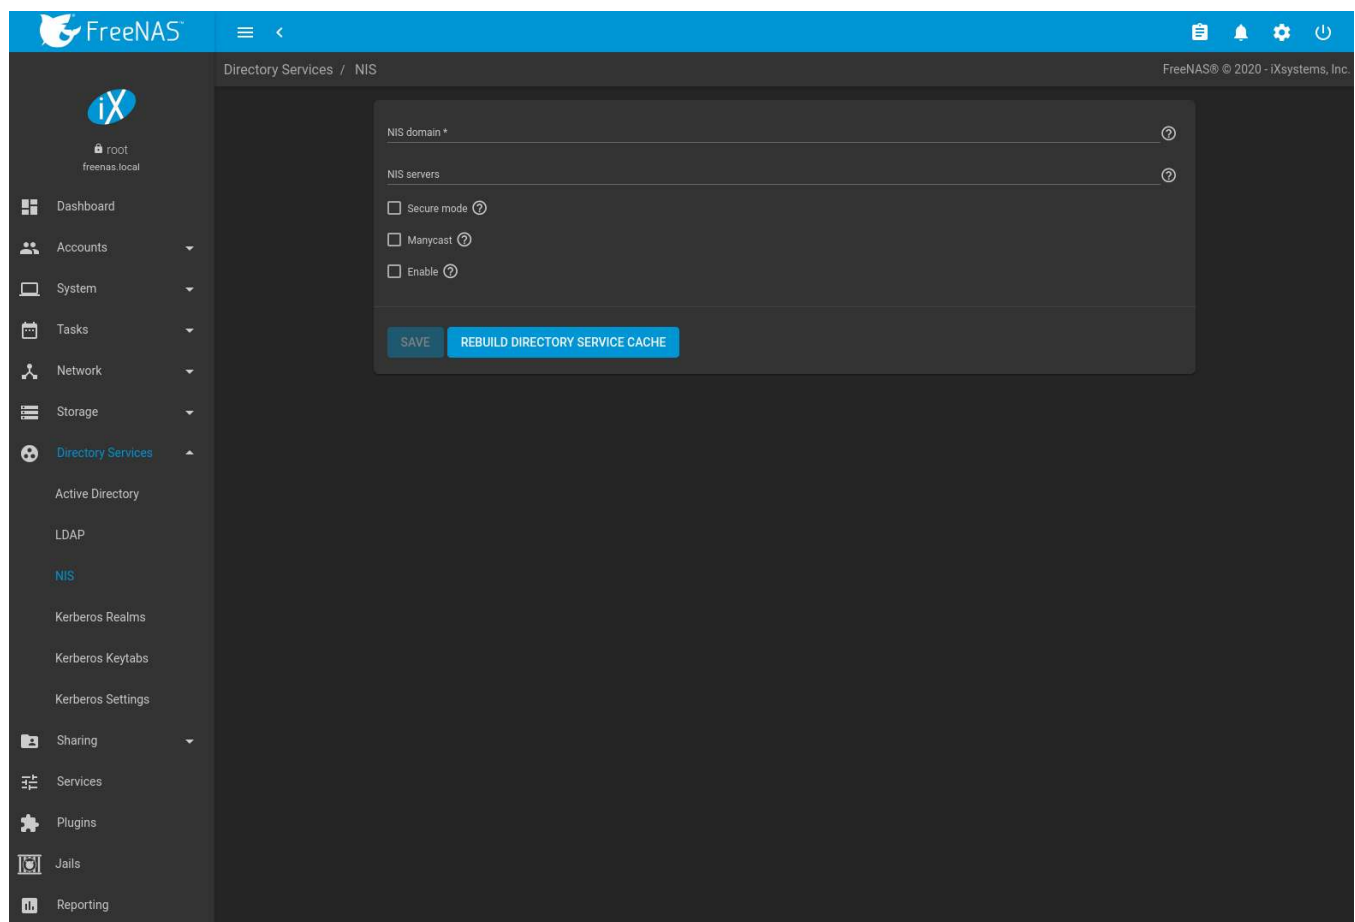 FreeNAS
Directory Services / NIS
FreeNAS® © 2020 - iXsystems, Inc.
iX
root
freenas.local
Dashboard
Accounts
System
Tasks
Network
Storage
Directory Services
Active Directory
LDAP
NIS
Kerberos Realms
Kerberos Keytabs
Kerberos Settings
Sharing
Services
Plugins
Jails
Reporting
NIS domain *
NIS servers
Secure mode
Manycast
Enable
SAVE REBUILD DIRECTORY SERVICE CACHE